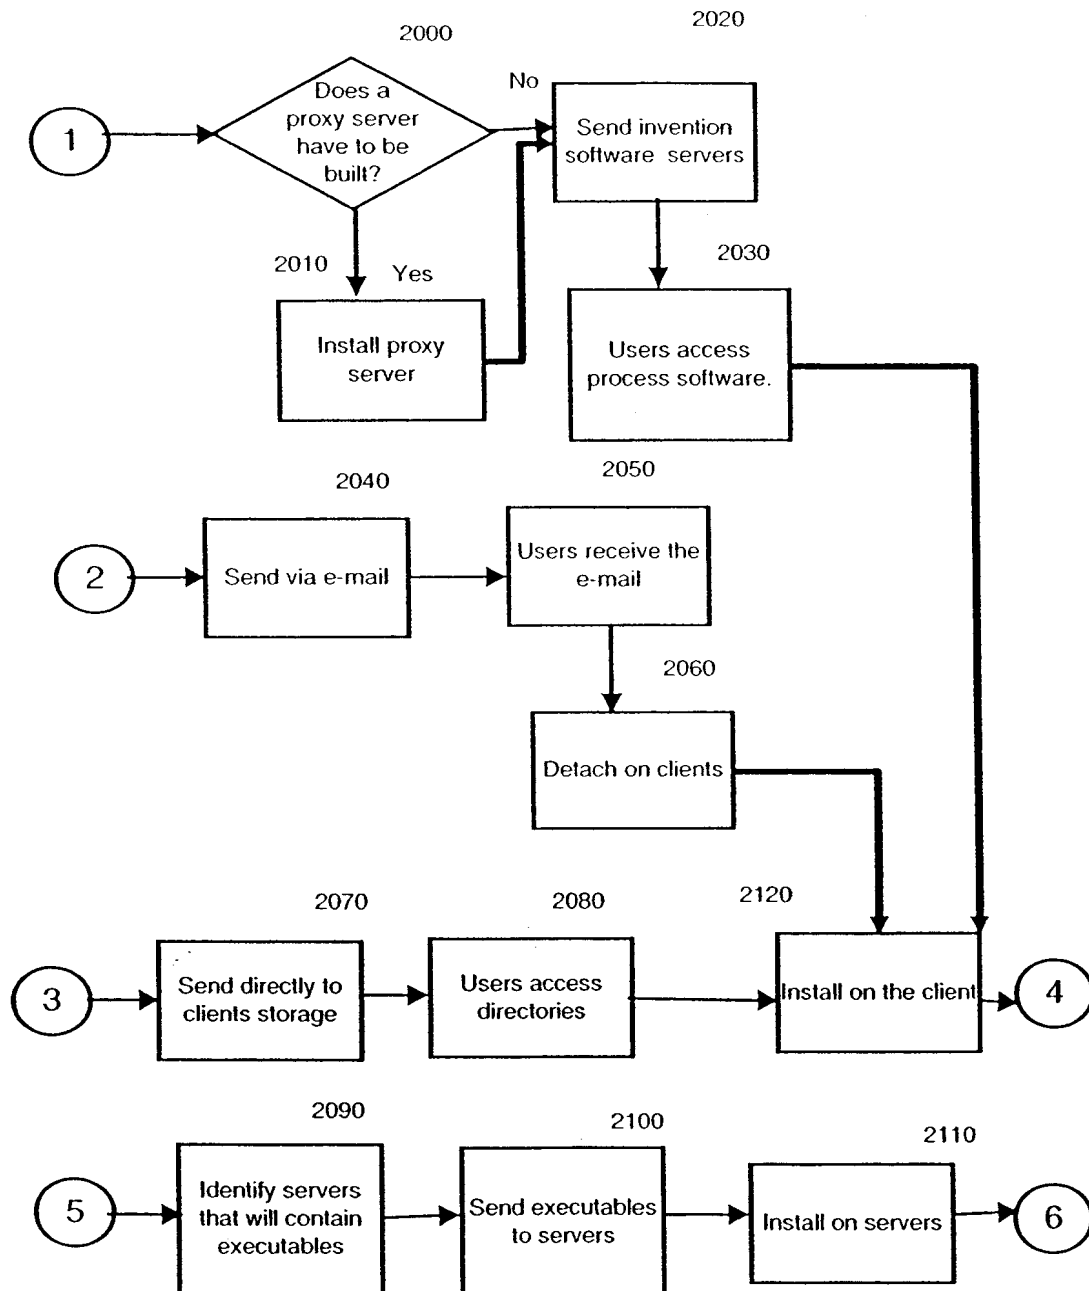 2000
2020
1
Does a
proxy server
have to be
built?
No
Send invention
software servers
2010
Yes
2030
Install proxy
server
Users access
process software.
2040
2050
2
Send via e-mail
Users receive the
e-mail
2060
Detach on clients
2070
2080
2120
3
Send directly to
clients storage
Users access
directories
Install on the client
4
2090
2100
2110
5
Identify servers
that will contain
executables
Send executables
to servers
Install on servers
6